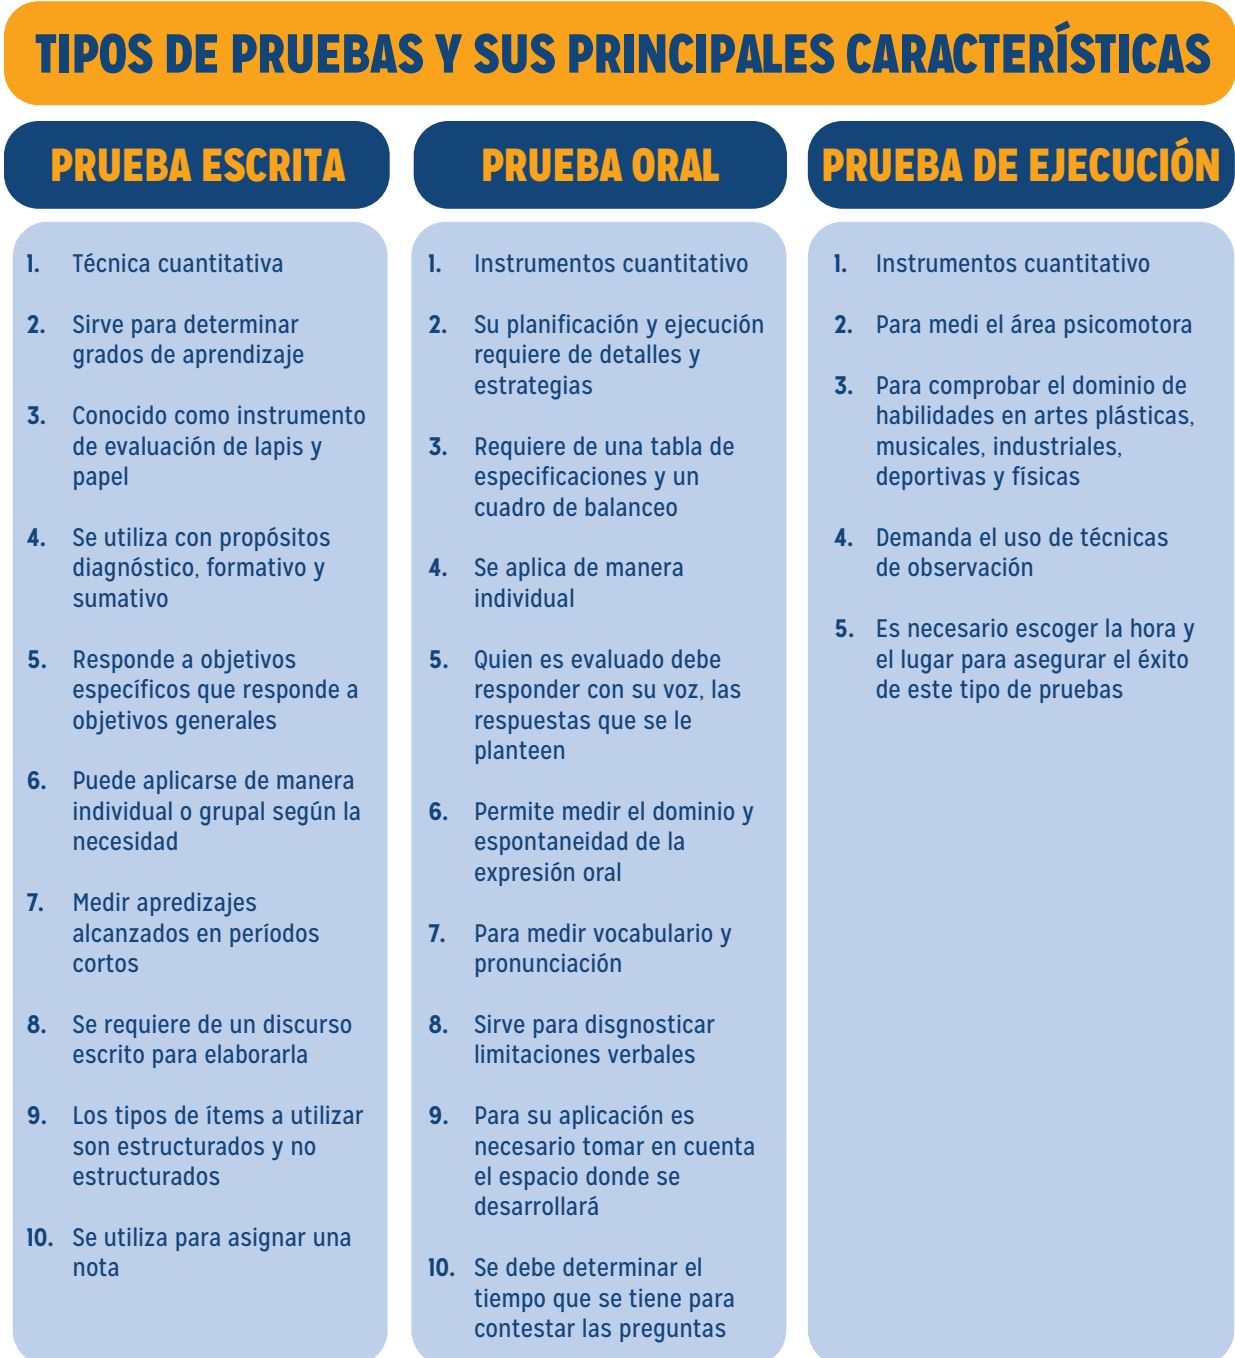 TIPOS DE PRUEBAS Y SUS PRINCIPALES CARACTERÍSTICAS
PRUEBA ESCRITA
1. Técnica cuantitativa
2. Sirve para determinar
grados de aprendizaje
3. Conocido como instrumento
de evaluación de lapis y
papel
4. Se utiliza con propósitos
diagnóstico, formativo y
sumativo
5. Responde a objetivos
específicos que responde a
objetivos generales
6. Puede aplicarse de manera
individual o grupal según la
necesidad
7. Medir apredizajes
alcanzados en períodos
cortos
8. Se requiere de un discurso
escrito para elaborarla
9. Los tipos de ítems a utilizar
son estructurados y no
estructurados
10. Se utiliza para asignar una
nota
PRUEBA ORAL
1. Instrumentos cuantitativo
2. Su planificación y ejecución
requiere de detalles y
estrategias
3. Requiere de una tabla de
especificaciones y un
cuadro de balanceo
4. Se aplica de manera
individual
5. Quien es evaluado debe
responder con su voz, las
respuestas que se le
planteen
6. Permite medir el dominio y
espontaneidad de la
expresión oral
7. Para medir vocabulario y
pronunciación
8. Sirve para disgnosticar
limitaciones verbales
9. Para su aplicación es
necesario tomar en cuenta
el espacio donde se
desarrollará
10. Se debe determinar el
tiempo que se tiene para
contestar las preguntas
PRUEBA DE EJECUCIÓN
1. Instrumentos cuantitativo
2. Para medi el área psicomotora
3. Para comprobar el dominio de
habilidades en artes plásticas,
musicales, industriales,
deportivas y físicas
4. Demanda el uso de técnicas
de observación
5. Es necesario escoger la hora y
el lugar para asegurar el éxito
de este tipo de pruebas